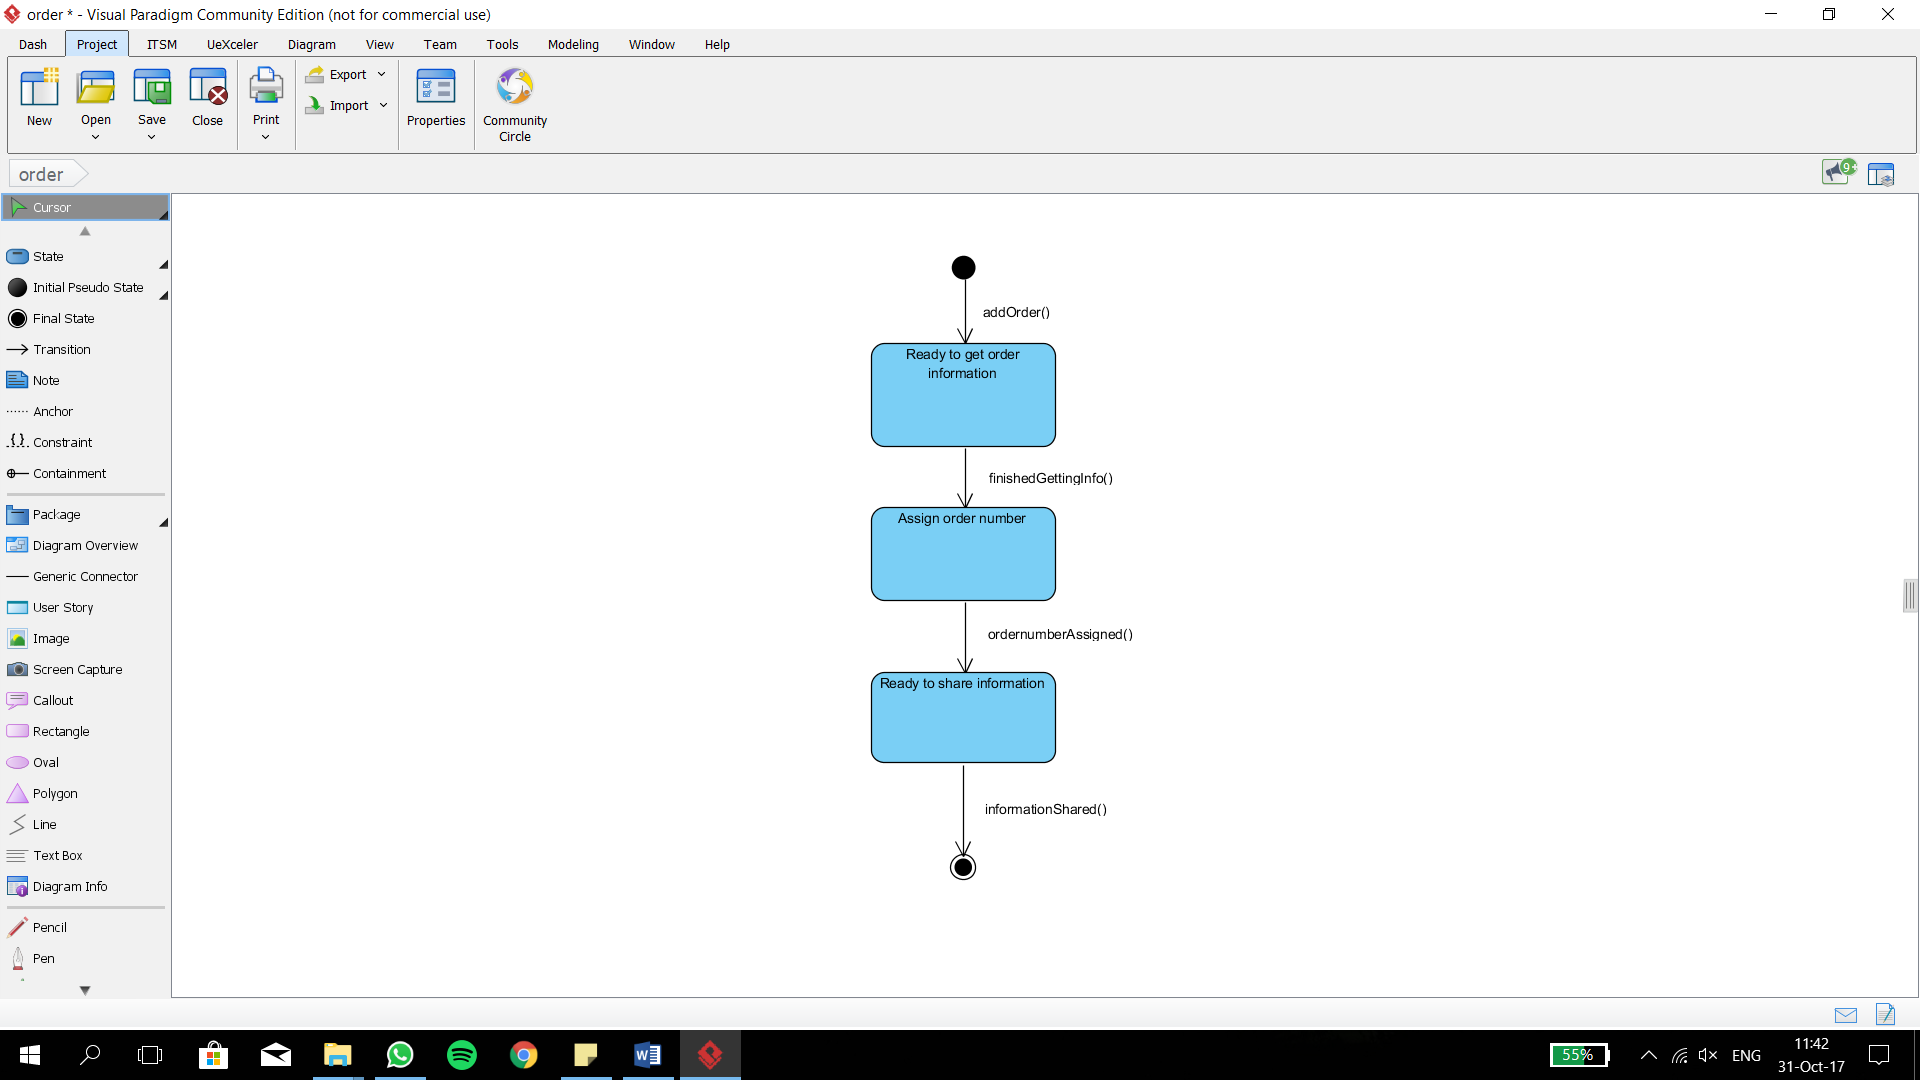 order * - Visual Paradigm Community Edition (not for commercial use)
Dash Project ITSM UeXceler Diagram View Team Tools Modeling Window Help
New Open Save Close Print Export Import Properties Community Circle
order
9+
Cursor
State
Initial Pseudo State
Final State
Transition
Note
Anchor
Constraint
Containment
Package
Diagram Overview
Generic Connector
User Story
Image
Screen Capture
Callout
Rectangle
Oval
Polygon
Line
Text Box
Diagram Info
Pencil
Pen
addOrder()
Ready to get order
information
finishedGettingInfo()
Assign order number
ordernumberAssigned()
Ready to share information
informationShared()
55%
ENG
11:42
31-Oct-17